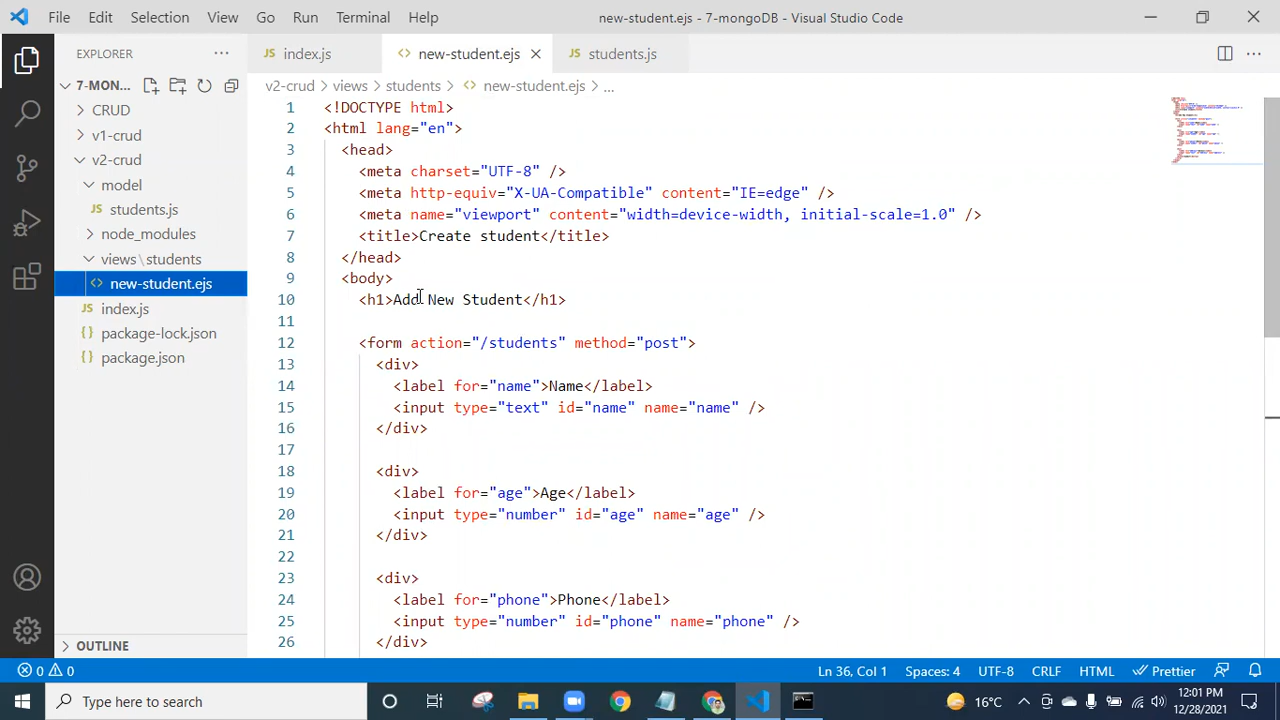 File Edit Selection View Go Run Terminal Help
new-student.ejs - 7-mongoDB - Visual Studio Code
EXPLORER
7-MON...
CRUD
v1-crud
v2-crud
model
students.js
node_modules
views\students
new-student.ejs
index.js
package-lock.json
package.json
OUTLINE
index.js new-student.ejs students.js
v2-crud > views > students > new-student.ejs > ...
1 <!DOCTYPE html>
2 <html lang="en">
3 <head>
4 <meta charset="UTF-8" />
5 <meta http-equiv="X-UA-Compatible" content="IE=edge" />
6 <meta name="viewport" content="width=device-width, initial-scale=1.0" />
7 <title>Create student</title>
8 </head>
9 <body>
10 <h1>Add New Student</h1>
11
12 <form action="/students" method="post">
13 <div>
14 <label for="name">Name</label>
15 <input type="text" id="name" name="name" />
16 </div>
17
18 <div>
19 <label for="age">Age</label>
20 <input type="number" id="age" name="age" />
21 </div>
22
23 <div>
24 <label for="phone">Phone</label>
25 <input type="number" id="phone" name="phone" />
26 </div>
0 0 Ln 36, Col 1 Spaces: 4 UTF-8 CRLF HTML Prettier
Type here to search
16°C
12:01 PM
12/28/2021